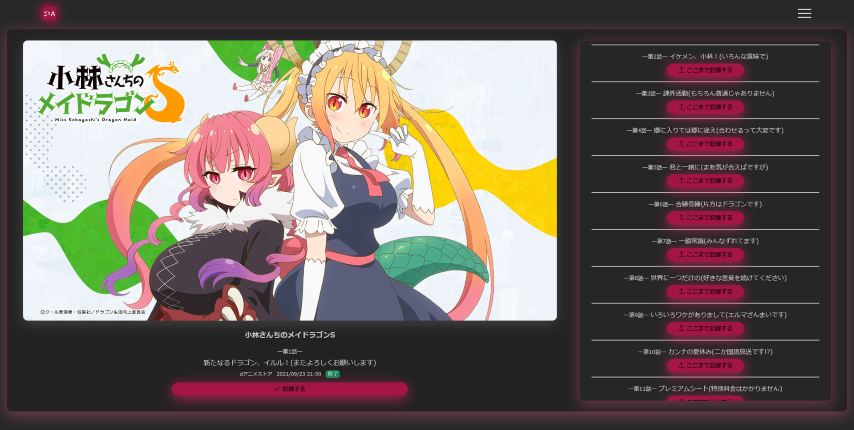 小林さんちの
メイドラゴンS
Miss Kobayashi's Dragon Maid
©クール教信者・双葉社／ドラゴン生活向上委員会
小林さんちのメイドラゴンS
―第1話―
新たなるドラゴン、イルル！(またよろしくお願いします)
dアニメストア 2021/09/23 21:00 終了
記録する
―第2話― イケメン、小林！(いろんな意味で)
ここまで記録する
―第3話― 課外活動(もちろん普通じゃありません)
ここまで記録する
―第4話― 郷に入りては郷に従え(合わせるって大変です)
ここまで記録する
―第5話― 君と一緒に(まあ気が合えばですが)
ここまで記録する
―第6話― 合縁奇縁(片方はドラゴンです)
ここまで記録する
―第7話― 一般常識(みんなずれてます)
ここまで記録する
―第8話― 世界に一つだけの(好きな言葉を続けてください)
ここまで記録する
―第9話― いろいろワケがありまして(エルマざんまいです)
ここまで記録する
―第10話― カンナの夏休み(二か国語放送です!?)
ここまで記録する
―第11話― プレミアムシート(特別料金はかかりません)